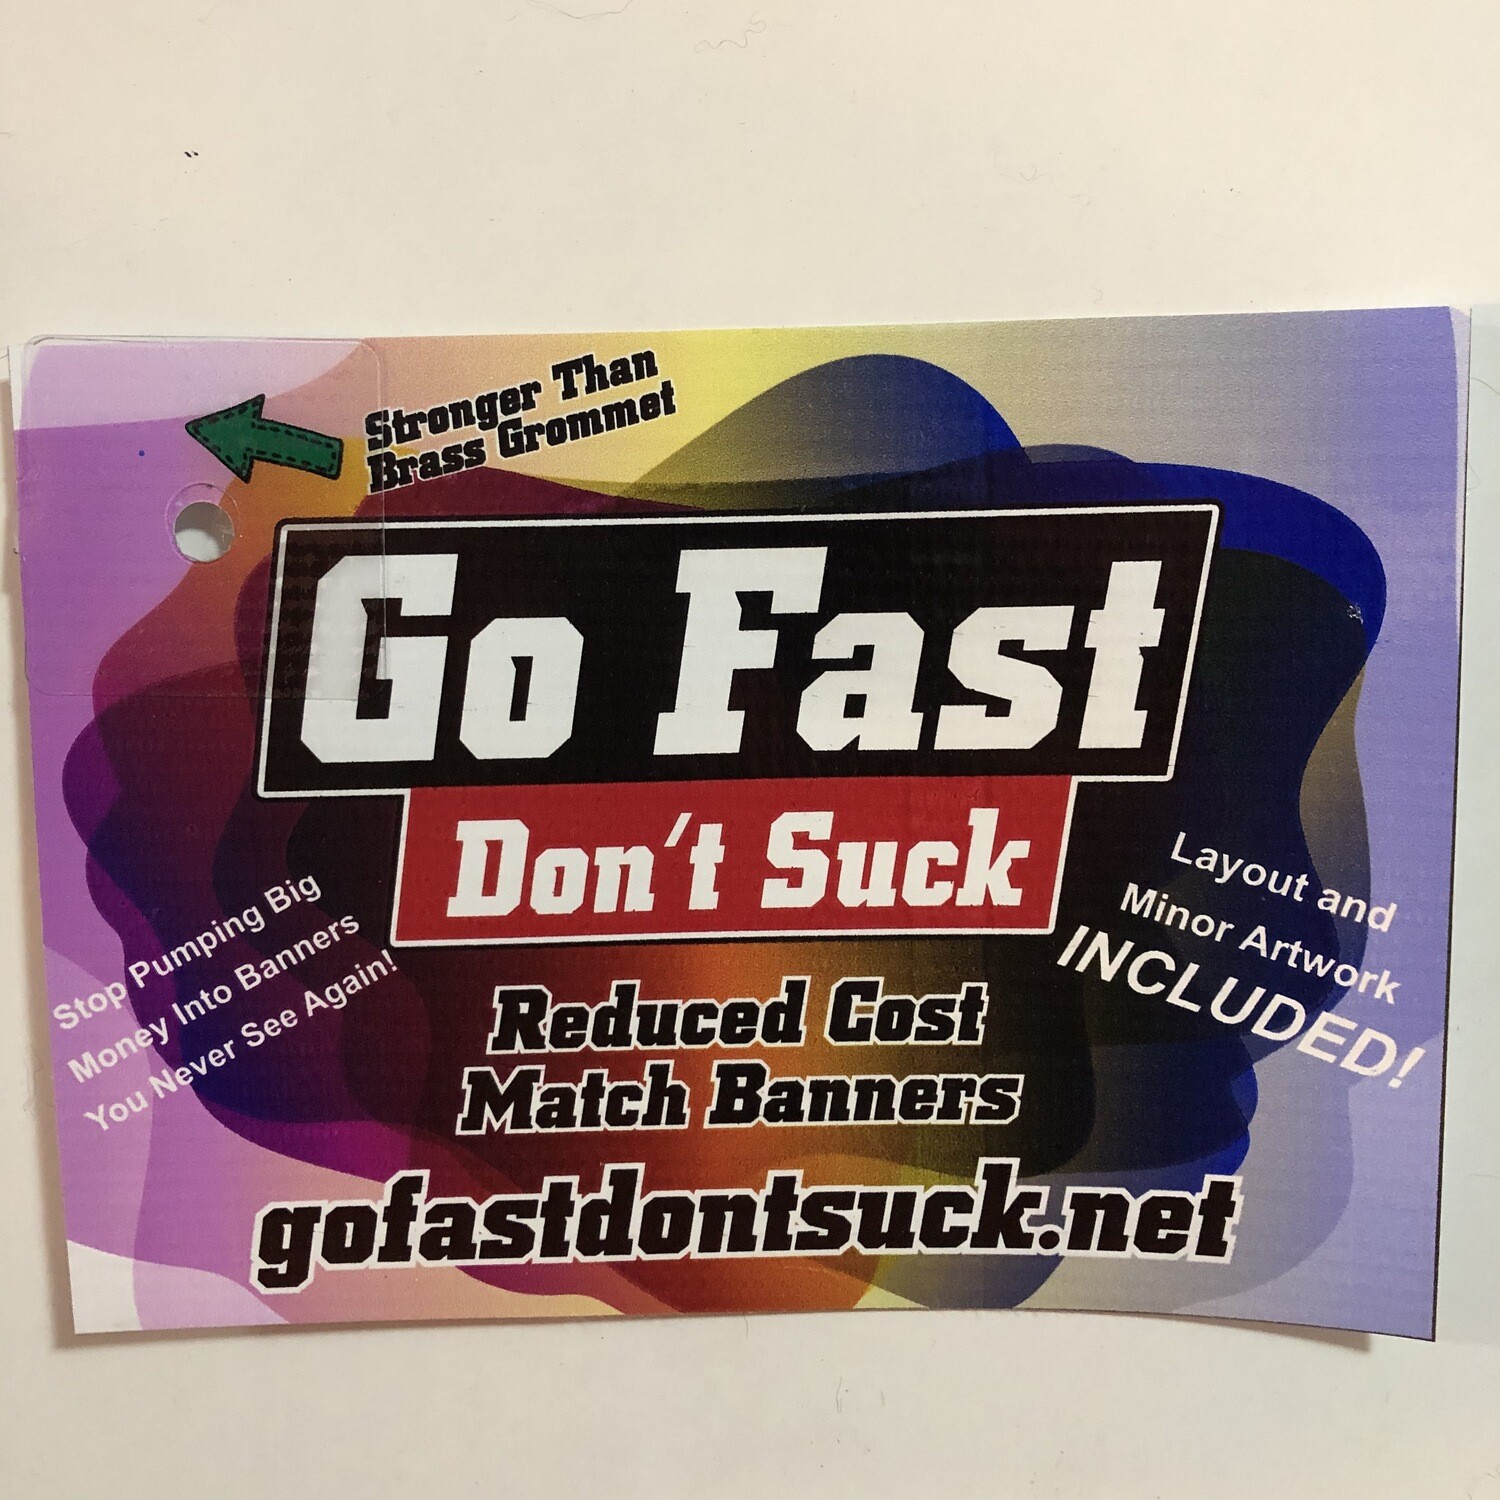 Stronger Than
Brass Grommet
Go Fast
Don't Suck
Stop Pumping Big
Money Into Banners
You Never See Again!
Layout and
Minor Artwork
INCLUDED!
Reduced Cost
Match Banners
gofastdontsuck.net